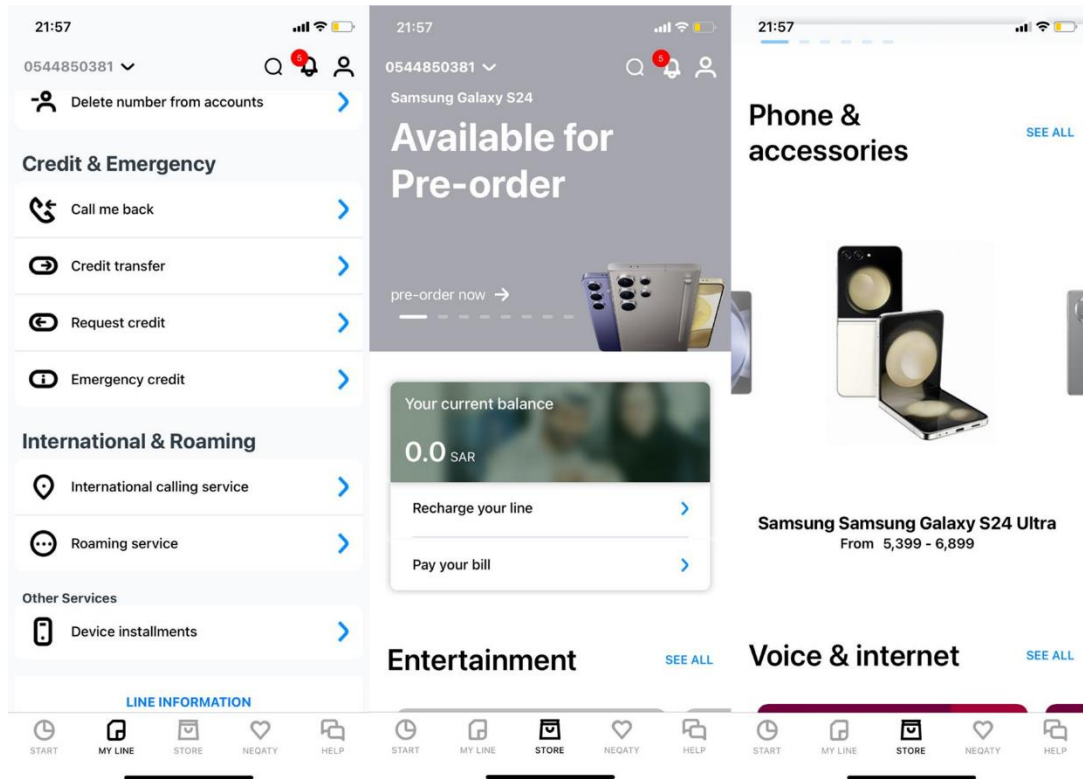 21:57
0544850381
5
Delete number from accounts
Credit & Emergency
Call me back
Credit transfer
Request credit
Emergency credit
International & Roaming
International calling service
Roaming service
Other Services
Device installments
LINE INFORMATION
START MY LINE STORE NEQATY HELP
21:57
0544850381
5
Samsung Galaxy S24
Available for
Pre-order
pre-order now
Your current balance
0.0 SAR
Recharge your line
Pay your bill
Entertainment SEE ALL
START MY LINE STORE NEQATY HELP
21:57
Phone &
accessories
SEE ALL
Samsung Samsung Galaxy S24 Ultra
From 5,399 - 6,899
Voice & internet SEE ALL
START MY LINE STORE NEQATY HELP